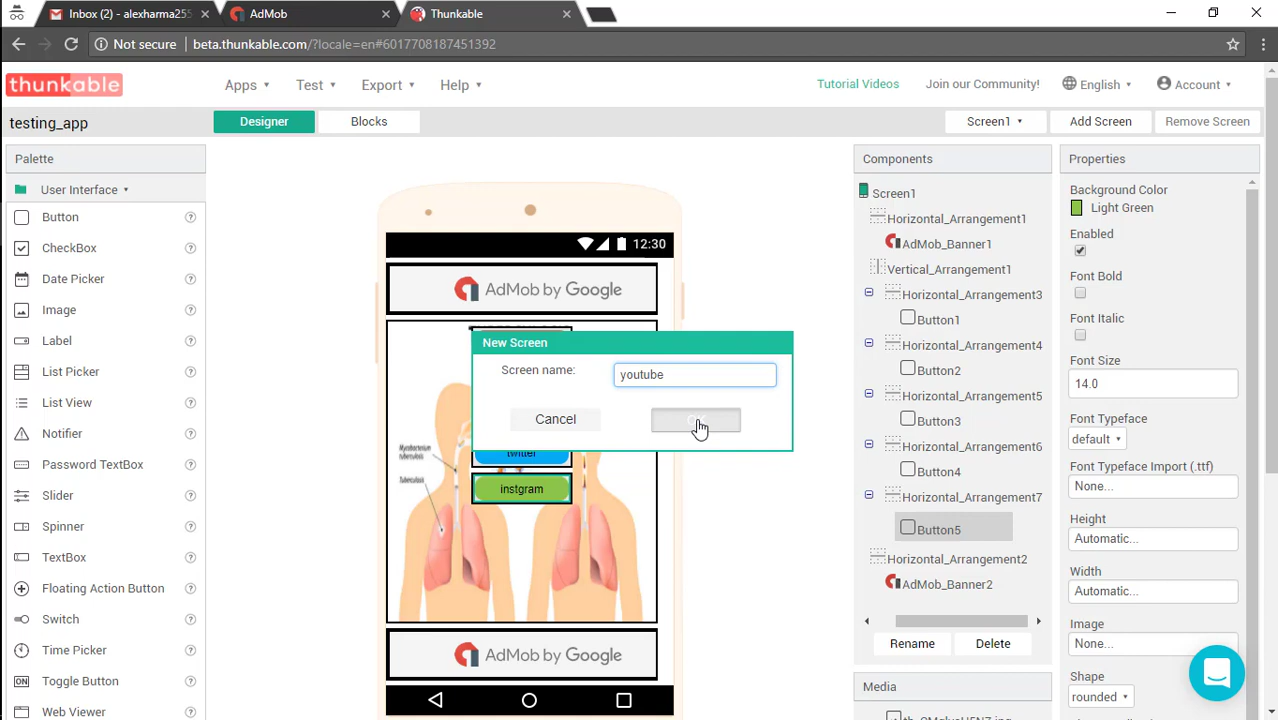 Inbox (2) - alexharma255
AdMob
Thunkable
Not secure
beta.thunkable.com/?locale=en#6017708187451392
thunkable
Apps
Test
Export
Help
Tutorial Videos
Join our Community!
English
Account
testing_app
Designer
Blocks
Screen1
Add Screen
Remove Screen
Palette
User Interface
Button
CheckBox
Date Picker
Image
Label
List Picker
List View
Notifier
Password TextBox
Slider
Spinner
TextBox
Floating Action Button
Switch
Time Picker
ON
Toggle Button
Web Viewer
12:30
AdMob by Google
New Screen
Screen name:
youtube
Cancel
twitter
instgram
AdMob by Google
Components
Screen1
Horizontal_Arrangement1
AdMob_Banner1
Vertical_Arrangement1
Horizontal_Arrangement3
Button1
Horizontal_Arrangement4
Button2
Horizontal_Arrangement5
Button3
Horizontal_Arrangement6
Button4
Horizontal_Arrangement7
Button5
Horizontal_Arrangement2
AdMob_Banner2
Rename
Delete
Media
Properties
Background Color
Light Green
Enabled
Font Bold
Font Italic
Font Size
14.0
Font Typeface
default
Font Typeface Import (.ttf)
None...
Height
Automatic...
Width
Automatic...
Image
None...
Shape
rounded